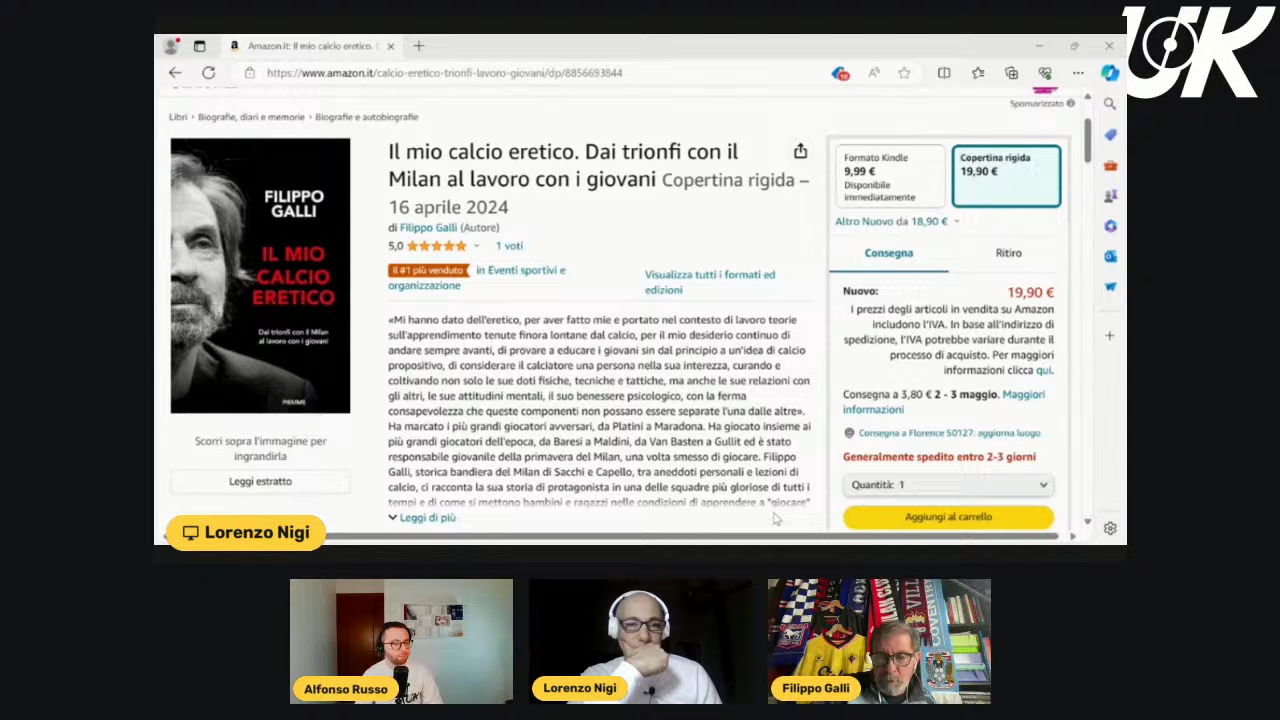 UK
Amazon.it: Il mio calcio eretico. D
https://www.amazon.it/calcio-eretico-trionfi-lavoro-giovani/dp/8856693844
Sponsorizzato
Libri › Biografie, diari e memorie › Biografie e autobiografie
FILIPPO
GALLI
IL MIO
CALCIO
ERETICO
Dai trionfi con il Milan
al lavoro con i giovani
PIEMME
Scorri sopra l'immagine per
ingrandirla
Leggi estratto
Il mio calcio eretico. Dai trionfi con il
Milan al lavoro con i giovani Copertina rigida –
16 aprile 2024
di Filippo Galli (Autore)
5,0 1 voti
il #1 più venduto in Eventi sportivi e
organizzazione
Visualizza tutti i formati ed
edizioni
«Mi hanno dato dell'eretico, per aver fatto mie e portato nel contesto di lavoro teorie
sull'apprendimento tenute finora lontane dal calcio, per il mio desiderio continuo di
andare sempre avanti, di provare a educare i giovani sin dal principio a un'idea di calcio
propositivo, di considerare il calciatore una persona nella sua interezza, curando e
coltivando non solo le sue doti fisiche, tecniche e tattiche, ma anche le sue relazioni con
gli altri, le sue attitudini mentali, il suo benessere psicologico, con la ferma
consapevolezza che queste componenti non possano essere separate l'una dalle altre».
Ha marcato i più grandi giocatori avversari, da Platini a Maradona. Ha giocato insieme ai
più grandi giocatori dell'epoca, da Baresi a Maldini, da Van Basten a Gullit ed è stato
responsabile giovanile della primavera del Milan, una volta smesso di giocare. Filippo
Galli, storica bandiera del Milan di Sacchi e Capello, tra aneddoti personali e lezioni di
calcio, ci racconta la sua storia di protagonista in una delle squadre più gloriose di tutti i
tempi e di come si mettono bambini e ragazzi nelle condizioni di apprendere a "giocare"
Leggi di più
Formato Kindle
9,99 €
Disponibile
immediatamente
Copertina rigida
19,90 €
Altro Nuovo da 18,90 €
Consegna
Ritiro
Nuovo: 19,90 €
I prezzi degli articoli in vendita su Amazon
includono l'IVA. In base all'indirizzo di
spedizione, l'IVA potrebbe variare durante il
processo di acquisto. Per maggiori
informazioni clicca qui.
Consegna a 3,80 € 2 - 3 maggio. Maggiori
informazioni
Consegna a Florence 50127: aggiorna luogo
Generalmente spedito entro 2-3 giorni
Quantità: 1
Aggiungi al carrello
Lorenzo Nigi
Alfonso Russo
Lorenzo Nigi
Filippo Galli
COVENTRY